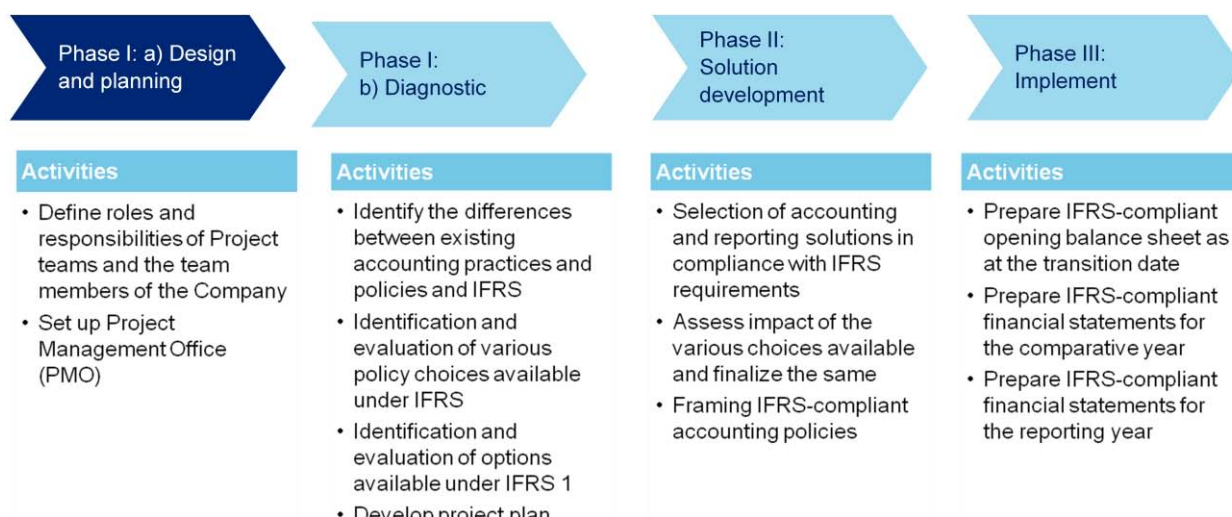 Phase I: a) Design
and planning
Phase I:
b) Diagnostic
Phase II:
Solution
development
Phase III:
Implement
Activities
• Define roles and
responsibilities of Project
teams and the team
members of the Company
• Set up Project
Management Office
(PMO)
Activities
• Identify the differences
between existing
accounting practices and
policies and IFRS
• Identification and
evaluation of various
policy choices available
under IFRS
• Identification and
evaluation of options
available under IFRS 1
• Develop project plan
Activities
• Selection of accounting
and reporting solutions in
compliance with IFRS
requirements
• Assess impact of the
various choices available
and finalize the same
• Framing IFRS-compliant
accounting policies
Activities
• Prepare IFRS-compliant
opening balance sheet as
at the transition date
• Prepare IFRS-compliant
financial statements for
the comparative year
• Prepare IFRS-compliant
financial statements for
the reporting year